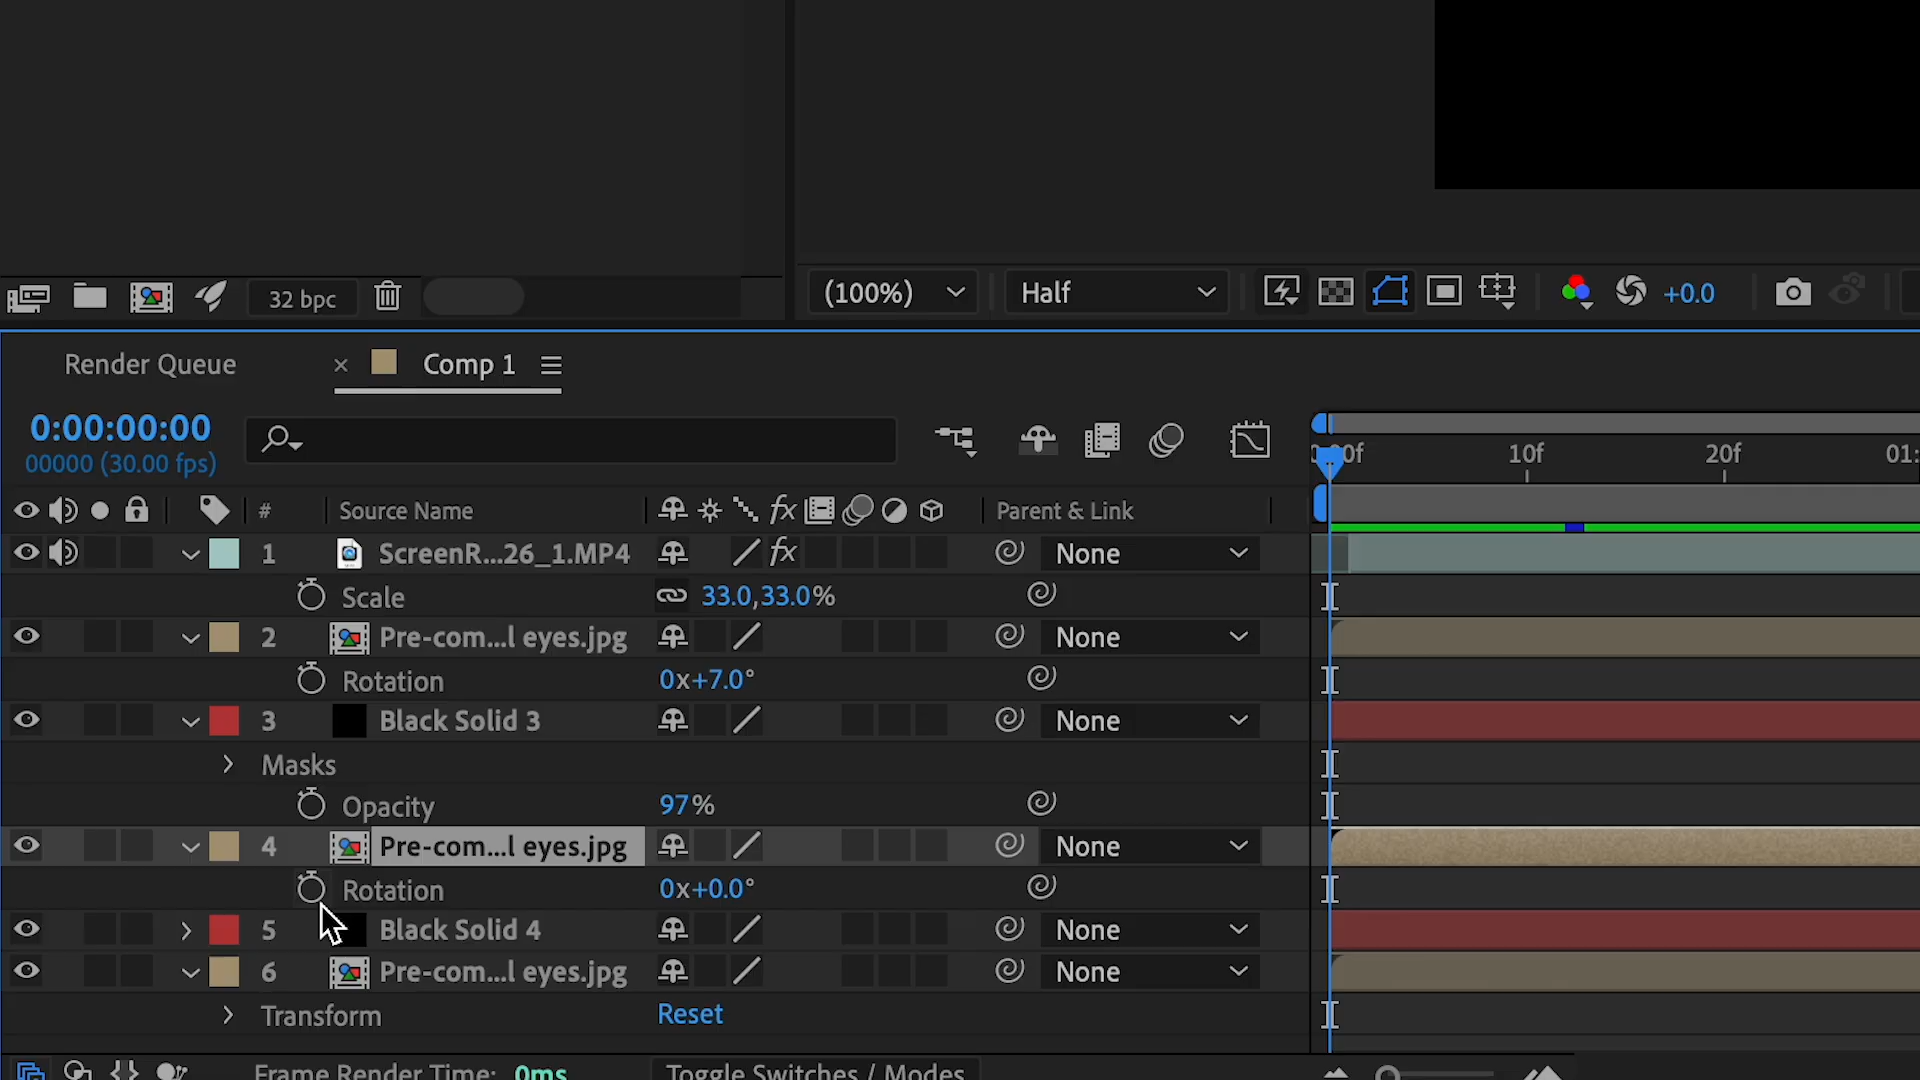 32 bpc
(100%)
Half
+0.0
Render Queue
Comp 1
0:00:00:00
00000 (30.00 fps)
10f
20f
01:
#
Source Name
fx
Parent & Link
1
ScreenR...26_1.MP4
fx
None
Scale
33.0,33.0%
2
Pre-com...l eyes.jpg
None
Rotation
0x+7.0°
3
Black Solid 3
None
Masks
Opacity
97%
4
Pre-com...l eyes.jpg
None
Rotation
0x+0.0°
5
Black Solid 4
None
6
Pre-com...l eyes.jpg
None
Transform
Reset
Frame Render Time: 0ms
Toggle Switches / Modes